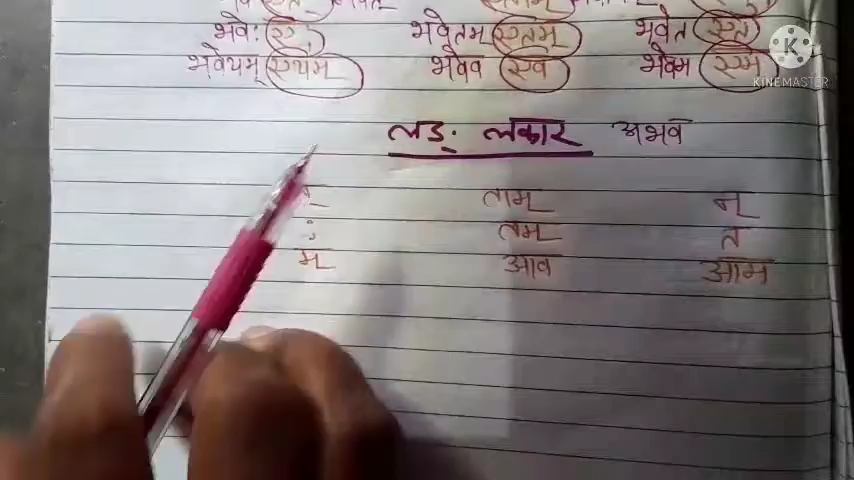 भवेः एः भवेतम् एतम् भवेत एत
भवेयम् एयम् भवेव एव भवेम एम
KINEMASTER
लङ्. लकार अभव
ताम् न्
: तम् त
म् आव आम